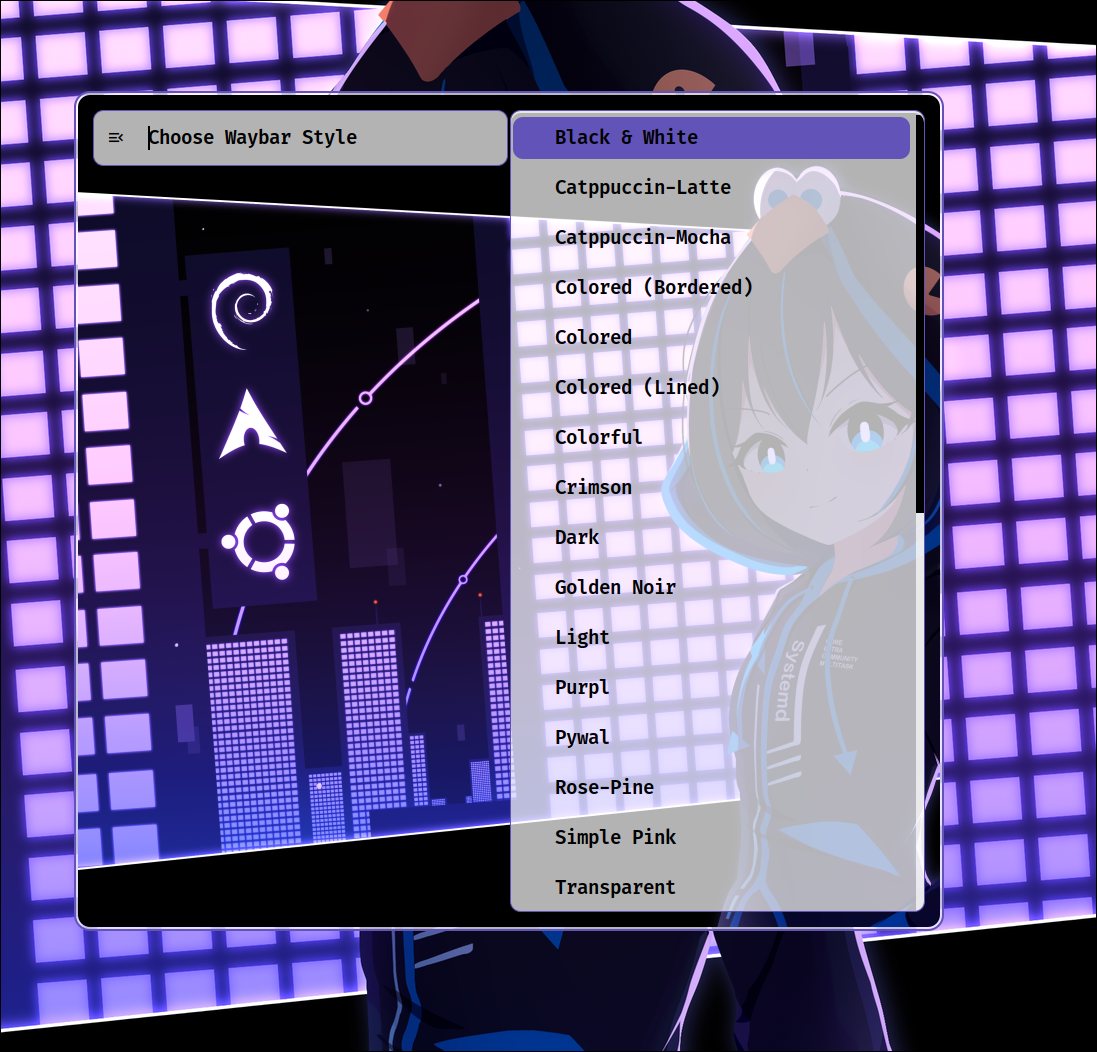 Choose Waybar Style
Black & White
Catppuccin-Latte
Catppuccin-Mocha
Colored (Bordered)
Colored
Colored (Lined)
Colorful
Crimson
Dark
Golden Noir
Light
Purpl
Pywal
Rose-Pine
Simple Pink
Transparent
Systemd